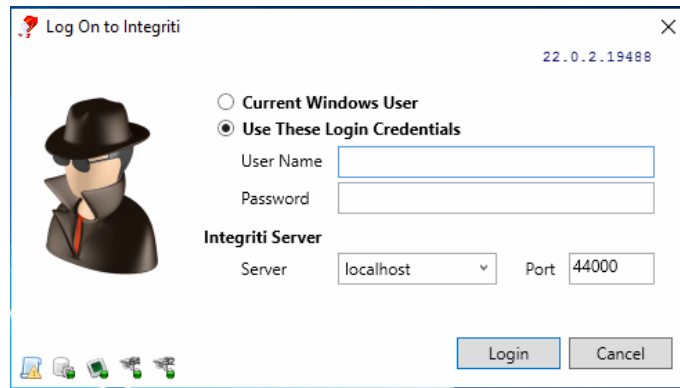 Log On to Integriti
22.0.2.19488
Current Windows User
Use These Login Credentials
User Name
Password
Integriti Server
Server localhost Port 44000
Login Cancel